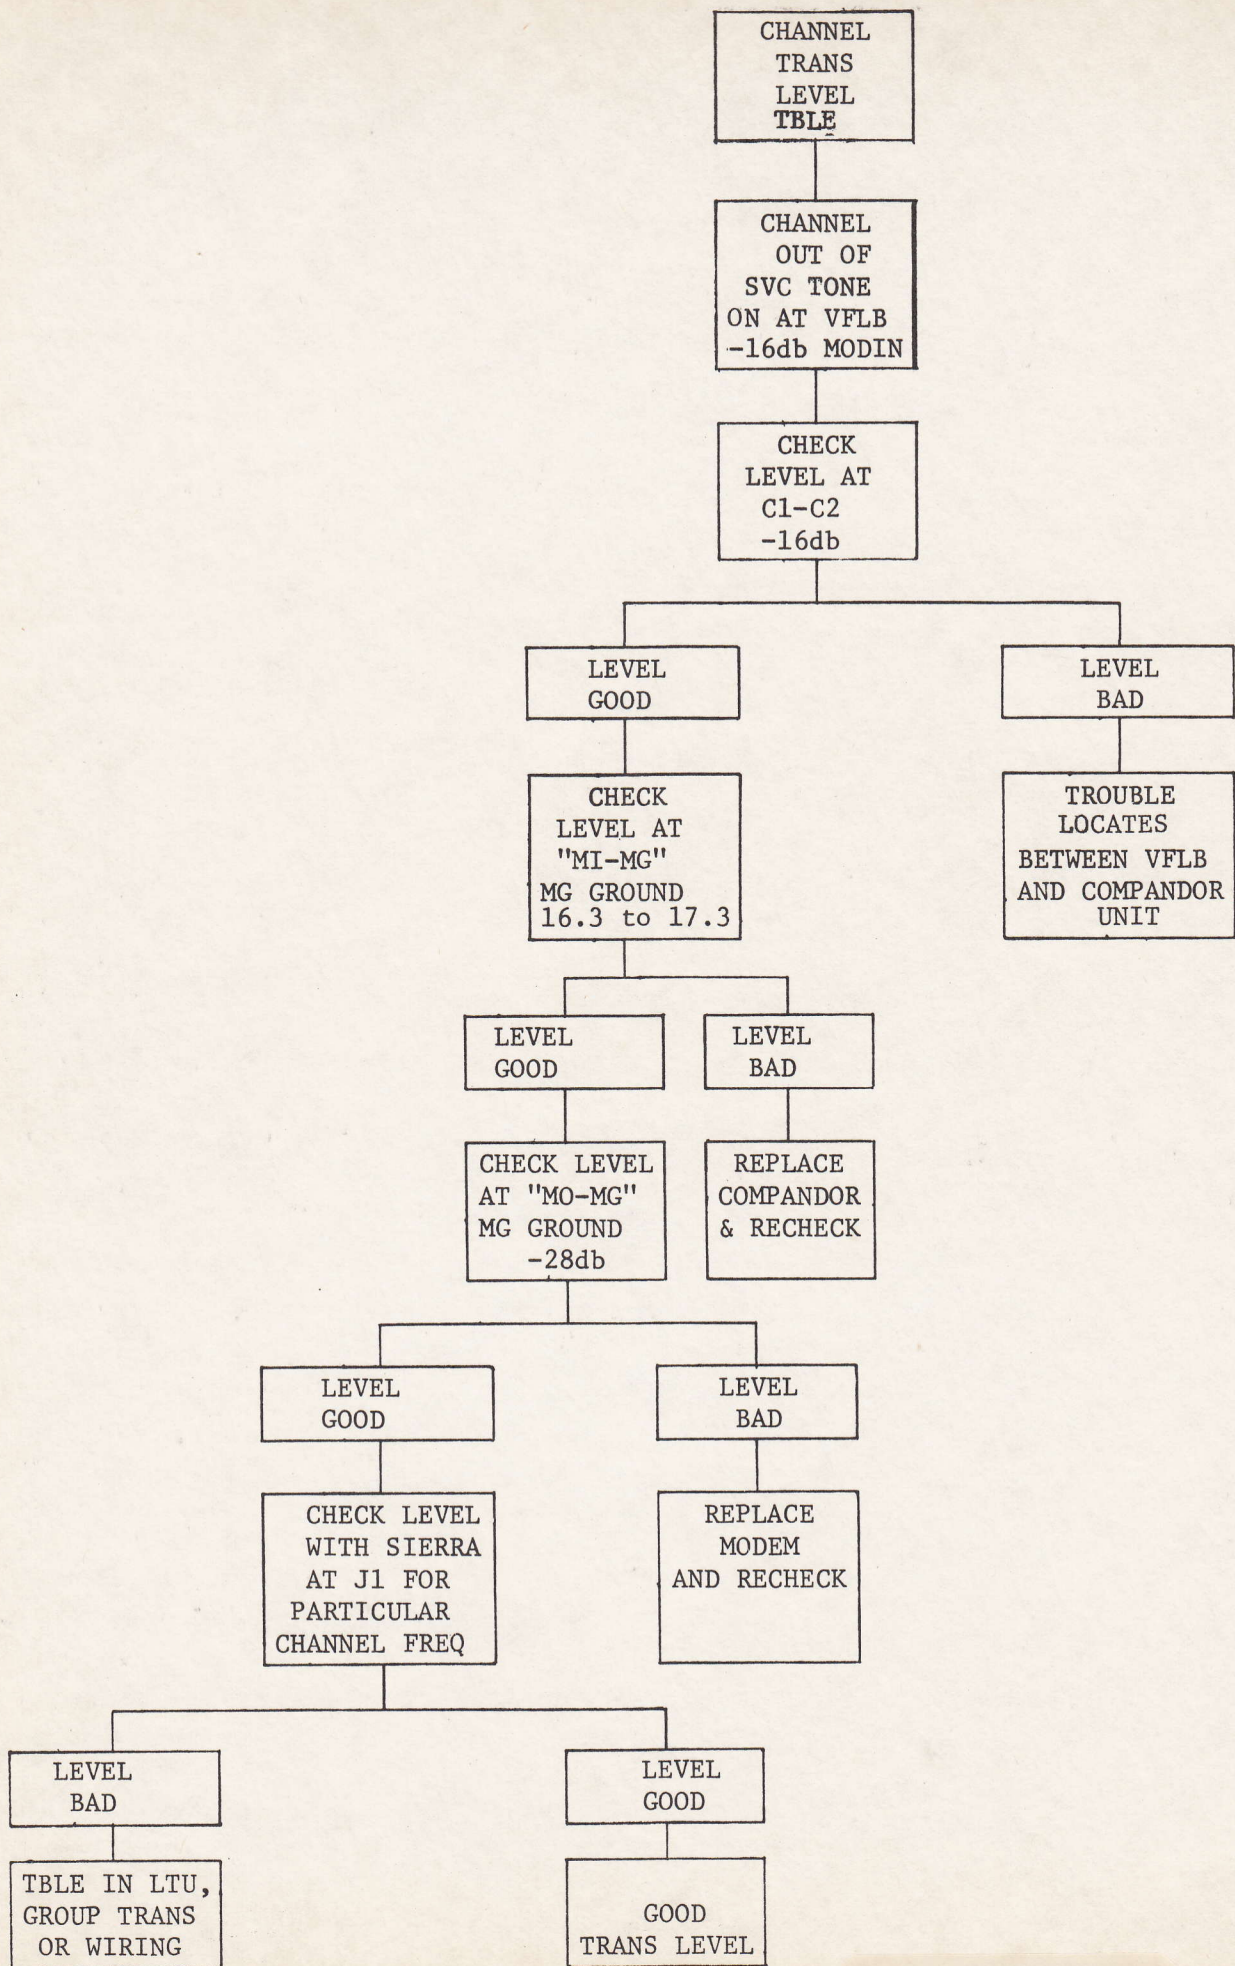 CHANNEL
TRANS
LEVEL
TBLE
CHANNEL
OUT OF
SVC TONE
ON AT VFLB
-16db MODIN
CHECK
LEVEL AT
C1-C2
-16db
LEVEL
GOOD
LEVEL
BAD
CHECK
LEVEL AT
"MI-MG"
MG GROUND
16.3 to 17.3
TROUBLE
LOCATES
BETWEEN VFLB
AND COMPANDOR
UNIT
LEVEL
GOOD
LEVEL
BAD
CHECK LEVEL
AT "MO-MG"
MG GROUND
-28db
REPLACE
COMPANDOR
& RECHECK
LEVEL
GOOD
LEVEL
BAD
CHECK LEVEL
WITH SIERRA
AT J1 FOR
PARTICULAR
CHANNEL FREQ
REPLACE
MODEM
AND RECHECK
LEVEL
BAD
LEVEL
GOOD
TBLE IN LTU,
GROUP TRANS
OR WIRING
GOOD
TRANS LEVEL